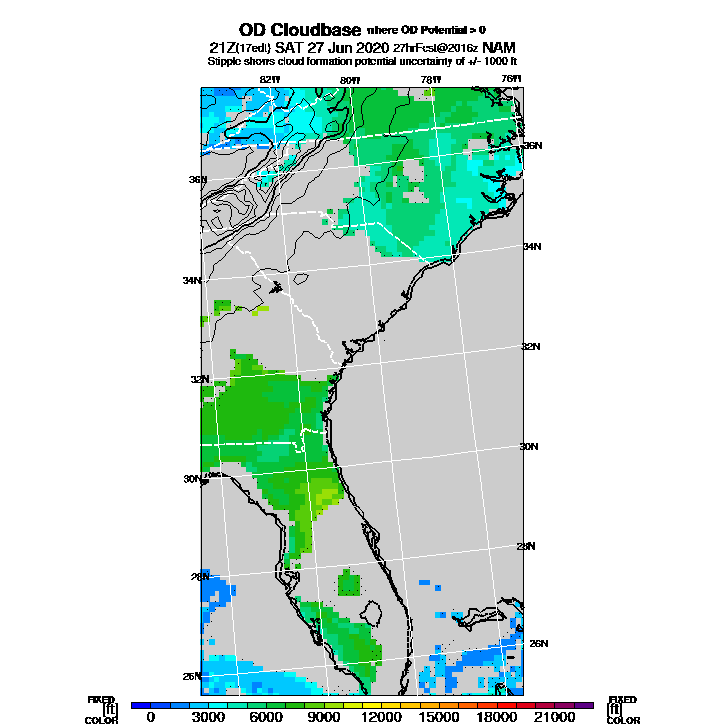 OD Cloudbase where OD Potential > 0
21Z(17edt) SAT 27 Jun 2020 27hrFcst@2016z NAM
Stipple shows cloud formation potential uncertainty of +/- 1000 ft
82W 80W 78W 76W
36N 36N
34N 34N
32N 32N
30N 30N
28N 28N
26N 26N
FIXED FIXED
[ft] 0 3000 6000 9000 12000 15000 18000 21000 [ft]
COLOR COLOR